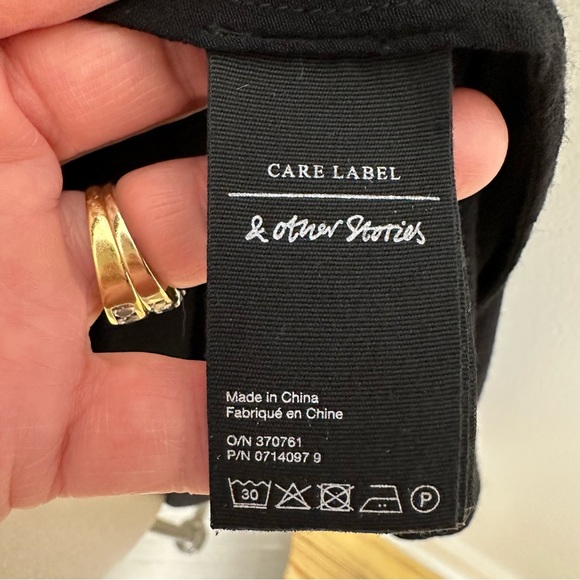 CARE LABEL
& other Stories
Made in China
Fabriqué en Chine
O/N 370761
P/N 0714097 9
30 P